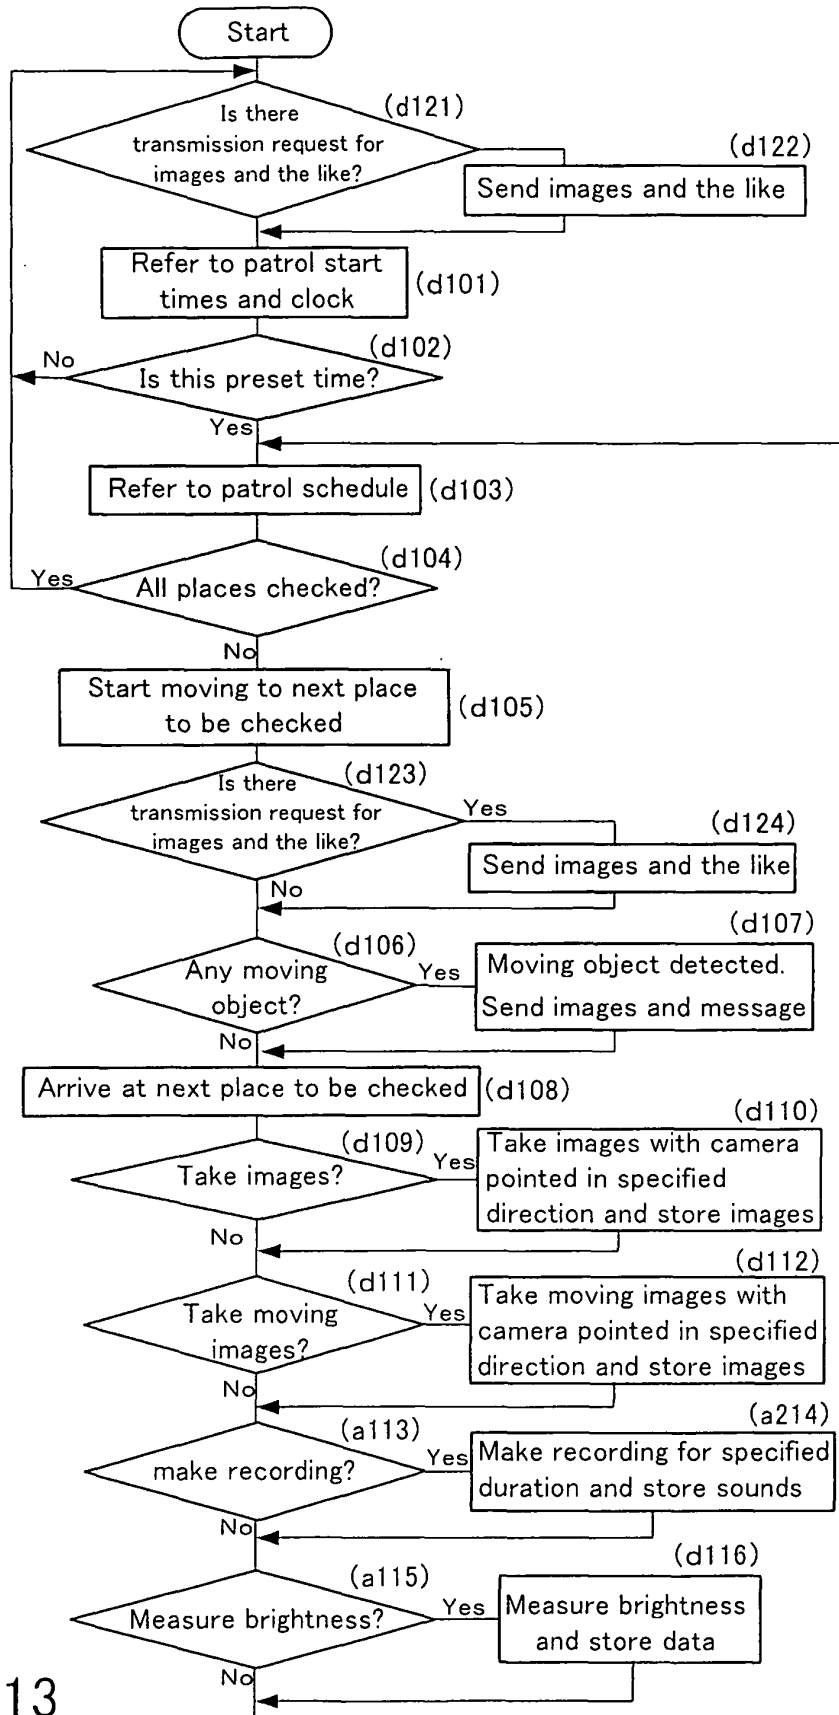 Start
(d121)
Is there
transmission request for
images and the like?
(d122)
Send images and the like
Refer to patrol start
times and clock
(d101)
(d102)
No
Is this preset time?
Yes
Refer to patrol schedule
(d103)
(d104)
Yes
All places checked?
No
Start moving to next place
to be checked
(d105)
(d123)
Is there
transmission request for
images and the like?
Yes
(d124)
Send images and the like
No
(d107)
(d106)
Any moving
object?
Yes
Moving object detected.
Send images and message
No
Arrive at next place to be checked
(d108)
(d110)
(d109)
Take images?
Yes
Take images with camera
pointed in specified
direction and store images
No
(d112)
(d111)
Take moving
images?
Yes
Take moving images with
camera pointed in specified
direction and store images
No
(a214)
(a113)
make recording?
Yes
Make recording for specified
duration and store sounds
No
(d116)
(a115)
Measure brightness?
Yes
Measure brightness
and store data
No
13